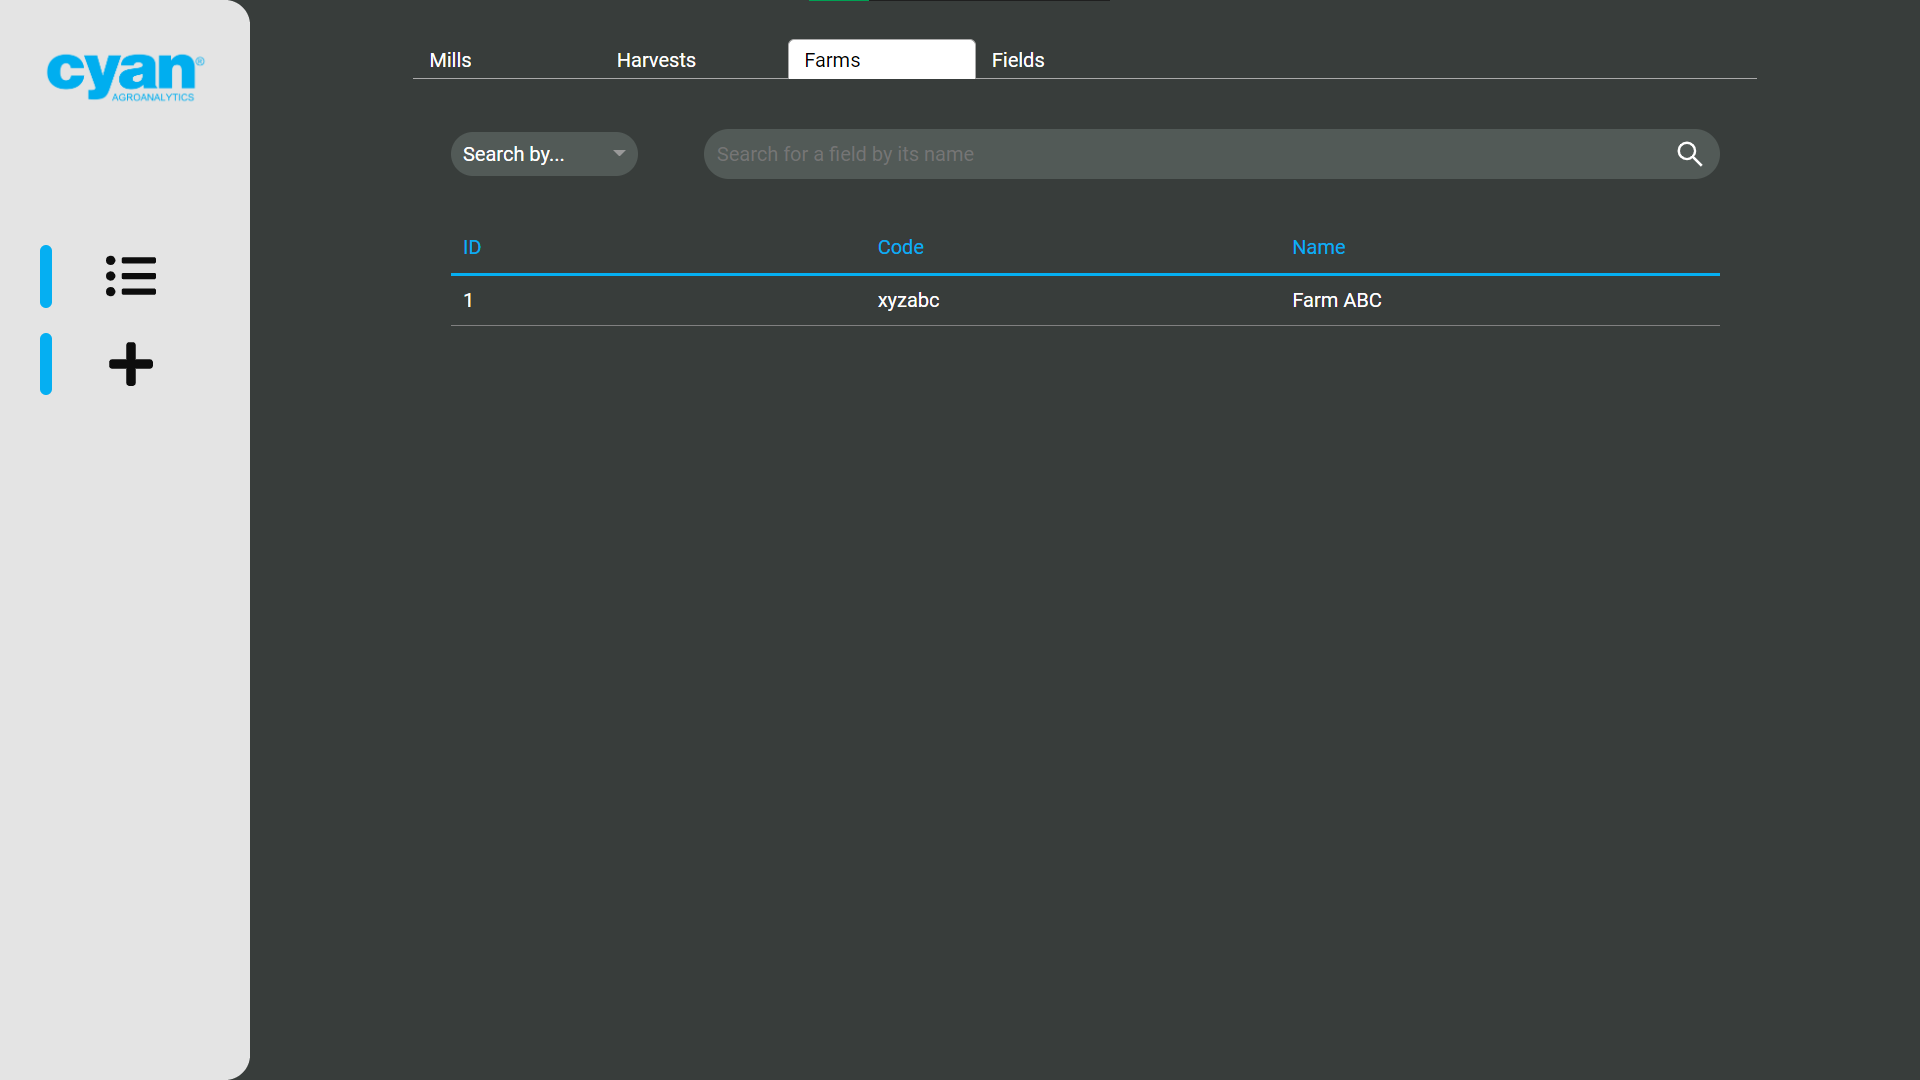 cyan®
AGROANALYTICS
Mills Harvests Farms Fields
Search by... Search for a field by its name
ID Code Name
1 xyzabc Farm ABC